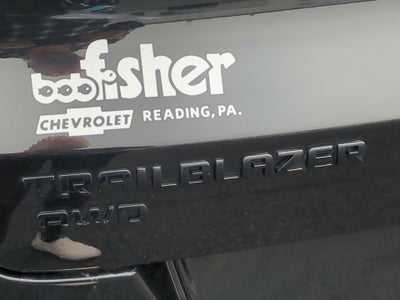 bobfisher
CHEVROLET READING, PA.
TRAILBLAZER
AWD